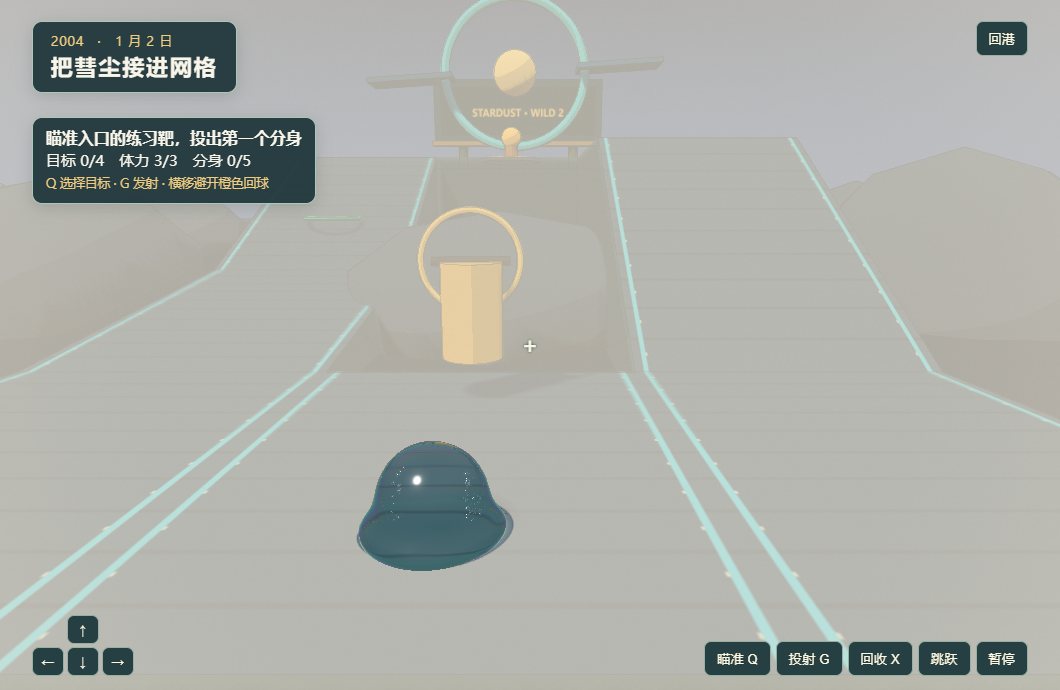 2004 · 1 月 2 日
把彗尘接进网格
回港
瞄准入口的练习靶，投出第一个分身
目标 0/4 体力 3/3 分身 0/5
Q 选择目标 · G 发射 · 横移避开橙色回球
STARDUST · WILD 2
↑
← ↓ →
瞄准 Q 投射 G 回收 X 跳跃 暂停